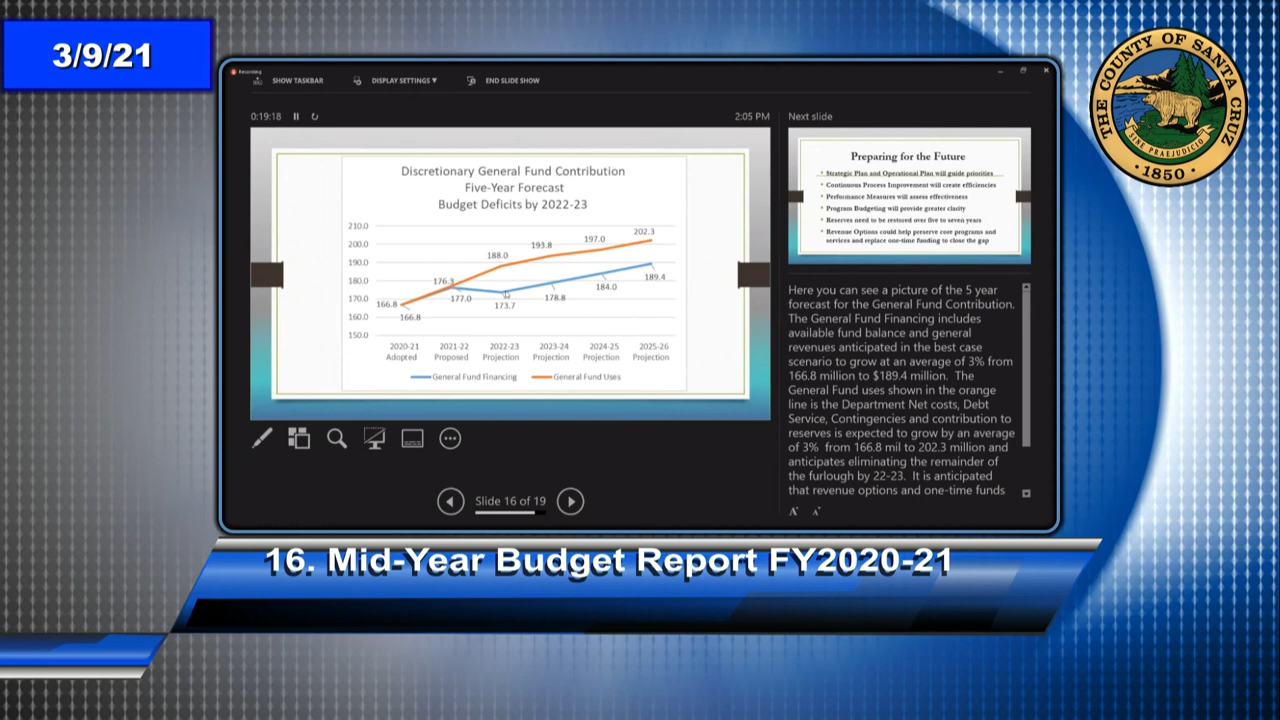 3/9/21
THE COUNTY OF SANTA CRUZ
SINE PRAEJUDICIO
• 1850 •
Recording
SHOW TASKBAR
DISPLAY SETTINGS ▼
END SLIDE SHOW
0:19:18
2:05 PM
Next slide
Discretionary General Fund Contribution
Five-Year Forecast
Budget Deficits by 2022-23
210.0
200.0
190.0
180.0
170.0
160.0
150.0
166.8
176.3
188.0
193.8
197.0
202.3
166.8
177.0
173.7
178.8
184.0
189.4
2020-21 Adopted
2021-22 Proposed
2022-23 Projection
2023-24 Projection
2024-25 Projection
2025-26 Projection
General Fund Financing
General Fund Uses
Preparing for the Future
• Strategic Plan and Operational Plan will guide priorities
• Continuous Process Improvement will create efficiencies
• Performance Measures will assess effectiveness
• Program Budgeting will provide greater clarity
• Reserves need to be restored over five to seven years
• Revenue Options could help preserve core programs and
services and replace one-time funding to close the gap
Here you can see a picture of the 5 year
forecast for the General Fund Contribution.
The General Fund Financing includes
available fund balance and general
revenues anticipated in the best case
scenario to grow at an average of 3% from
166.8 million to $189.4 million. The
General Fund uses shown in the orange
line is the Department Net costs, Debt
Service, Contingencies and contribution to
reserves is expected to grow by an average
of 3% from 166.8 mil to 202.3 million and
anticipates eliminating the remainder of
the furlough by 22-23. It is anticipated
that revenue options and one-time funds
A A
Slide 16 of 19
16. Mid-Year Budget Report FY2020-21